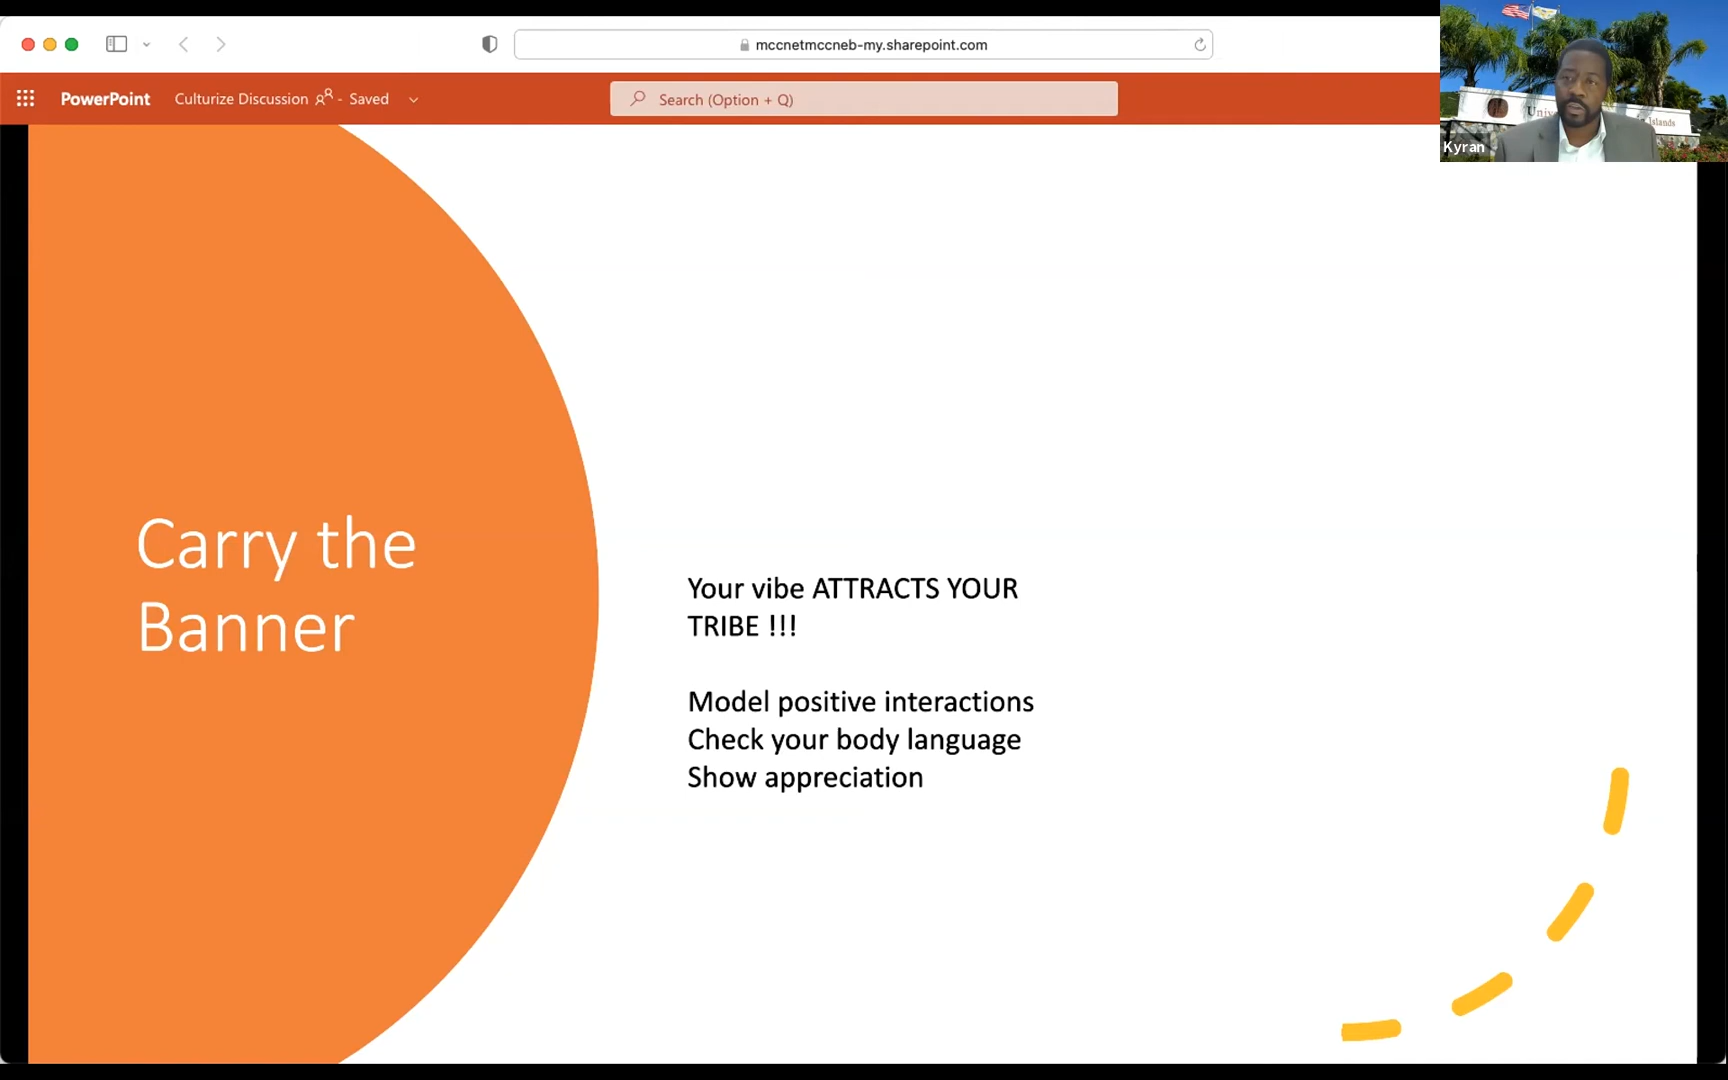 mccnetmccneb-my.sharepoint.com
PowerPoint
Culturize Discussion - Saved
Search (Option + Q)
Kyran
Carry the
Banner
Your vibe ATTRACTS YOUR
TRIBE !!!
Model positive interactions
Check your body language
Show appreciation